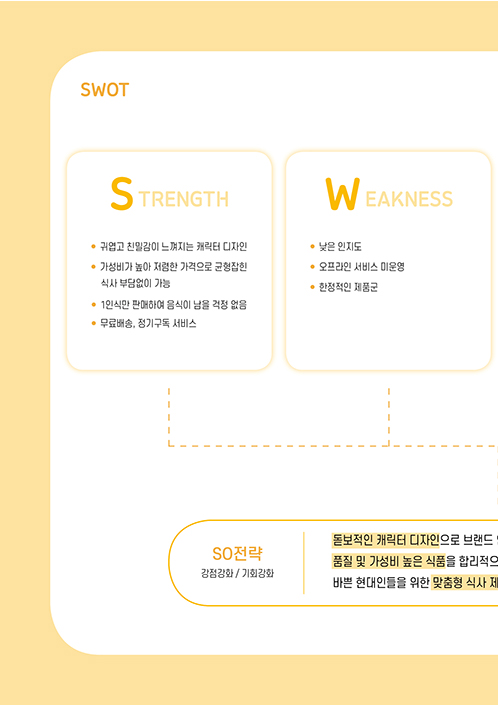 SWOT
STRENGTH
귀엽고 친밀감이 느껴지는 캐릭터 디자인
가성비가 높아 저렴한 가격으로 균형잡힌
식사 부담없이 가능
1인식만 판매하여 음식이 남을 걱정 없음
무료배송, 정기구독 서비스
WEAKNESS
낮은 인지도
오프라인 서비스 미운영
한정적인 제품군
SO전략
강점강화 / 기회강화
돋보적인 캐릭터 디자인으로 브랜드
품질 및 가성비 높은 식품을 합리적으
바쁜 현대인들을 위한 맞춤형 식사 제